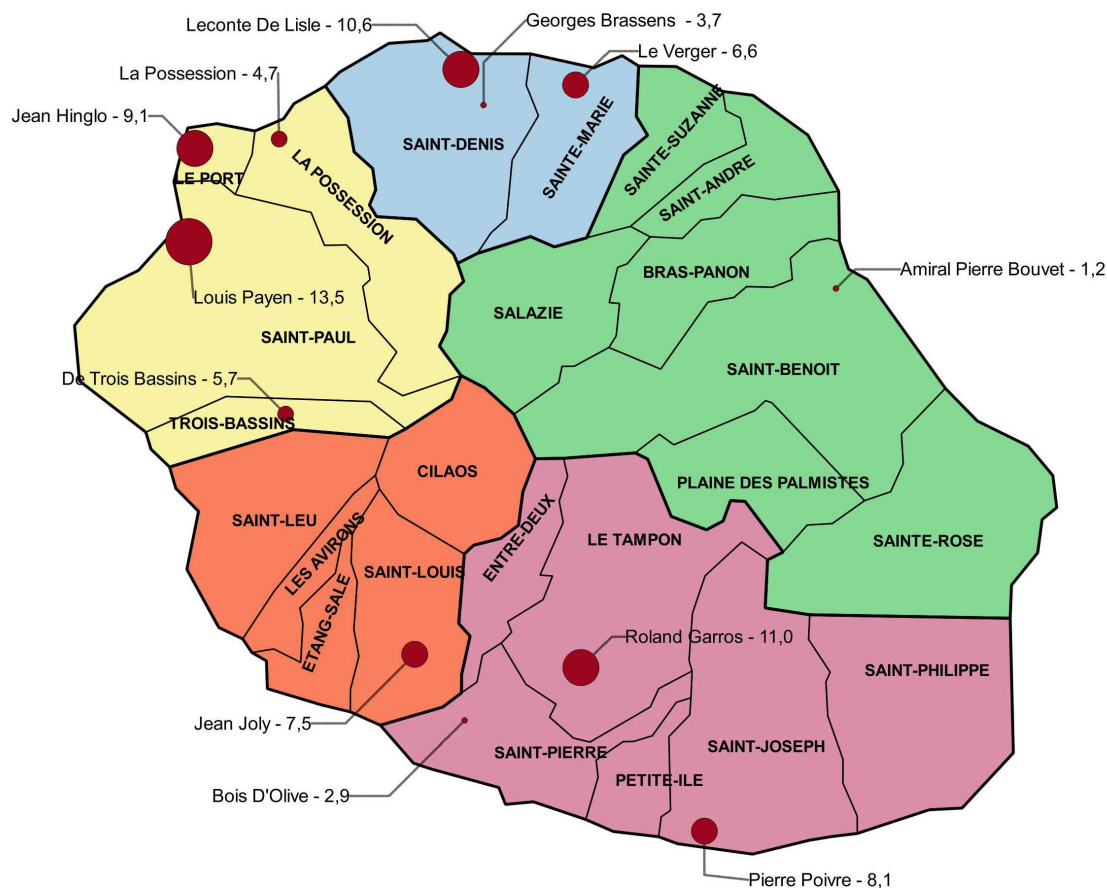 Leconte De Lisle - 10,6
Georges Brassens - 3,7
Le Verger - 6,6
La Possession - 4,7
Jean Hinglo - 9,1
SAINT-DENIS
SAINTE-MARIE
SAINTE-SUZANNE
SAINT-ANDRE
LE PORT
LA POSSESSION
BRAS-PANON
Amiral Pierre Bouvet - 1,2
Louis Payen - 13,5
SALAZIE
SAINT-PAUL
SAINT-BENOIT
De Trois Bassins - 5,7
TROIS-BASSINS
CILAOS
PLAINE DES PALMISTES
SAINT-LEU
LES AVIRONS
ENTRE-DEUX
LE TAMPON
SAINTE-ROSE
SAINT-LOUIS
ETANG-SALE
Roland Garros - 11,0
SAINT-PHILIPPE
Jean Joly - 7,5
SAINT-PIERRE
SAINT-JOSEPH
PETITE-ILE
Bois D'Olive - 2,9
Pierre Poivre - 8,1